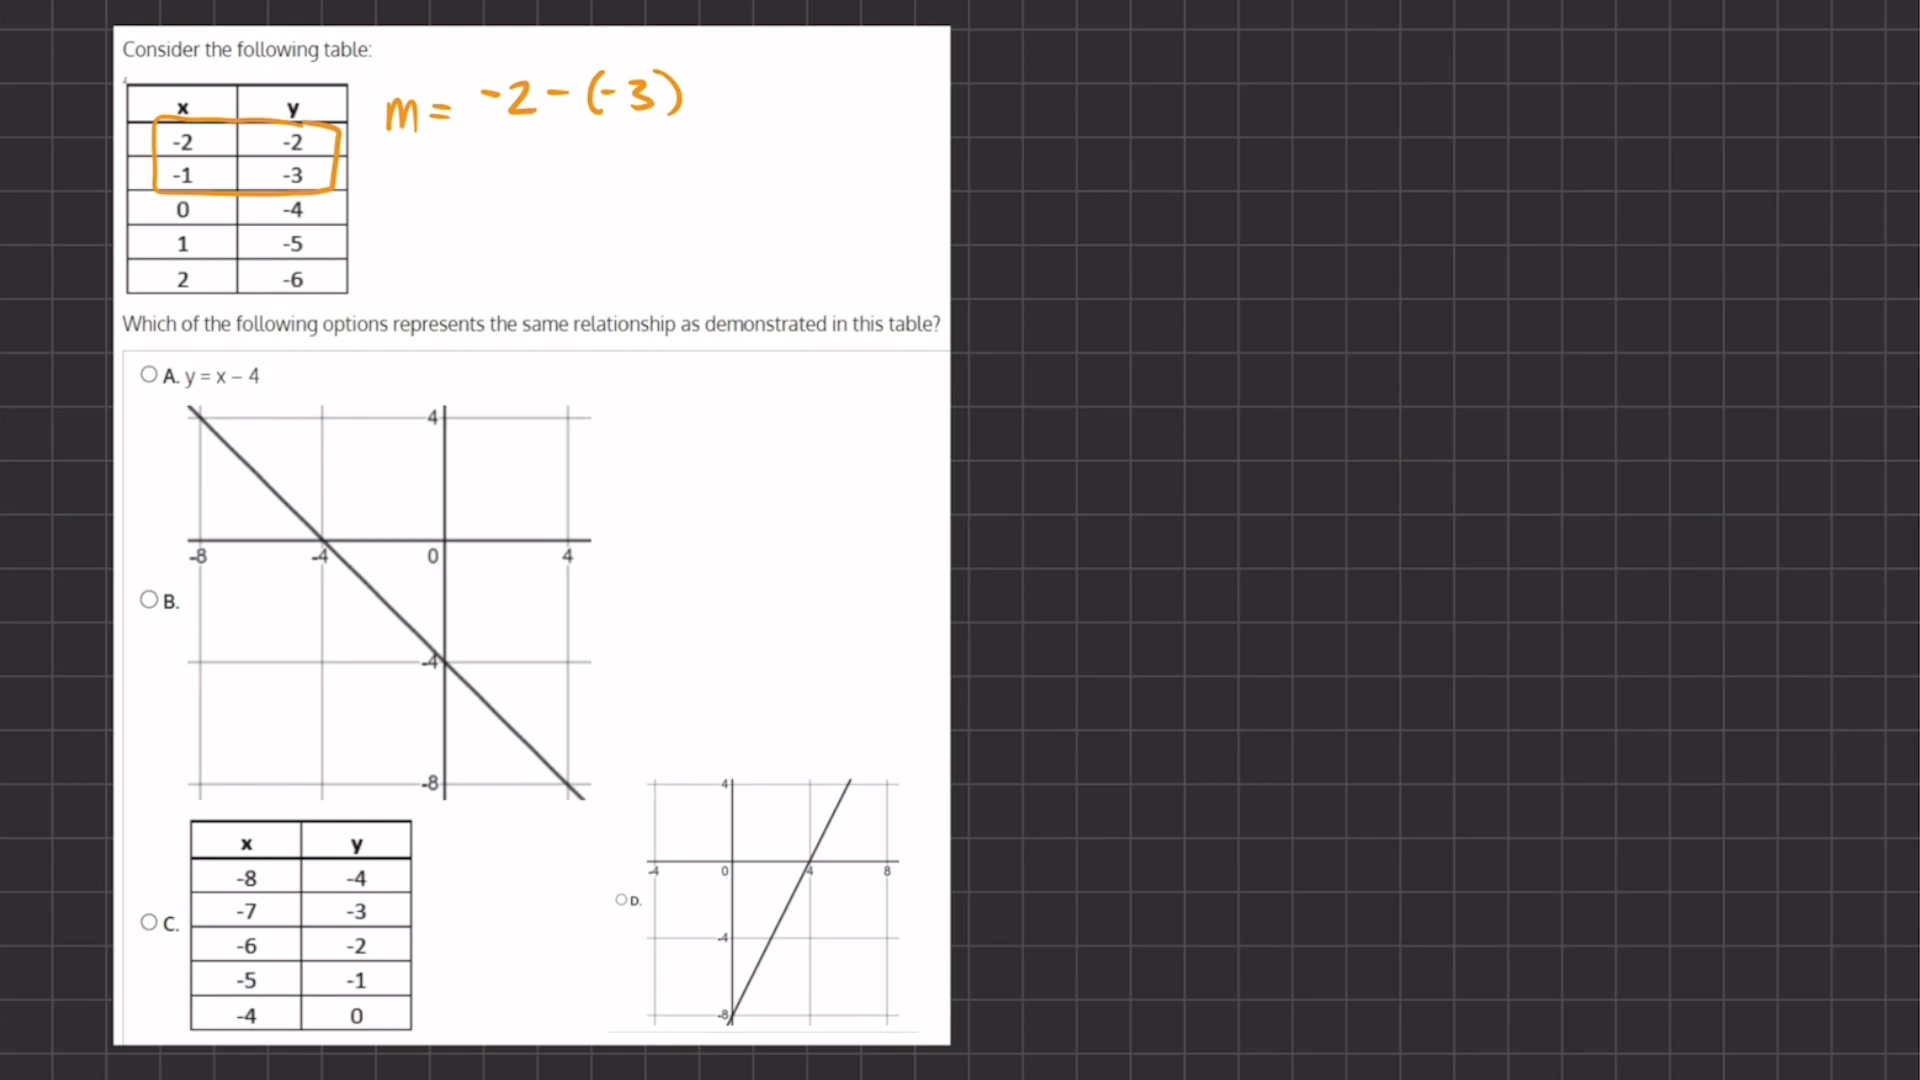 Consider the following table:
m = -2 - (-3)
x y
-2 -2
-1 -3
0 -4
1 -5
2 -6
Which of the following options represents the same relationship as demonstrated in this table?
A. y = x – 4
4
-8 -4 0 4
B.
-4
-8
4
-4 0 4 8
D.
-4
-8
x y
-8 -4
-7 -3
C.
-6 -2
-5 -1
-4 0